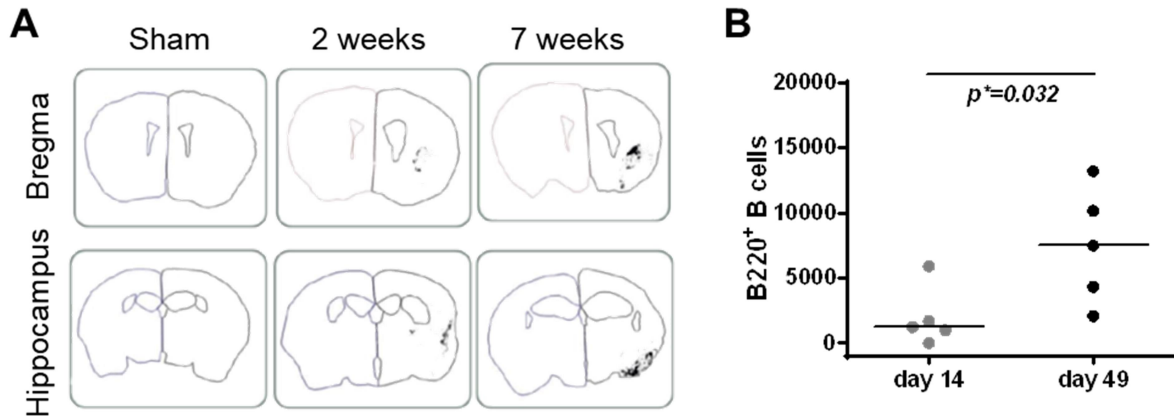 A
Sham
2 weeks
7 weeks
Bregma
Hippocampus
B
20000
15000
10000
5000
0
B220⁺ B cells
p*=0.032
day 14
day 49